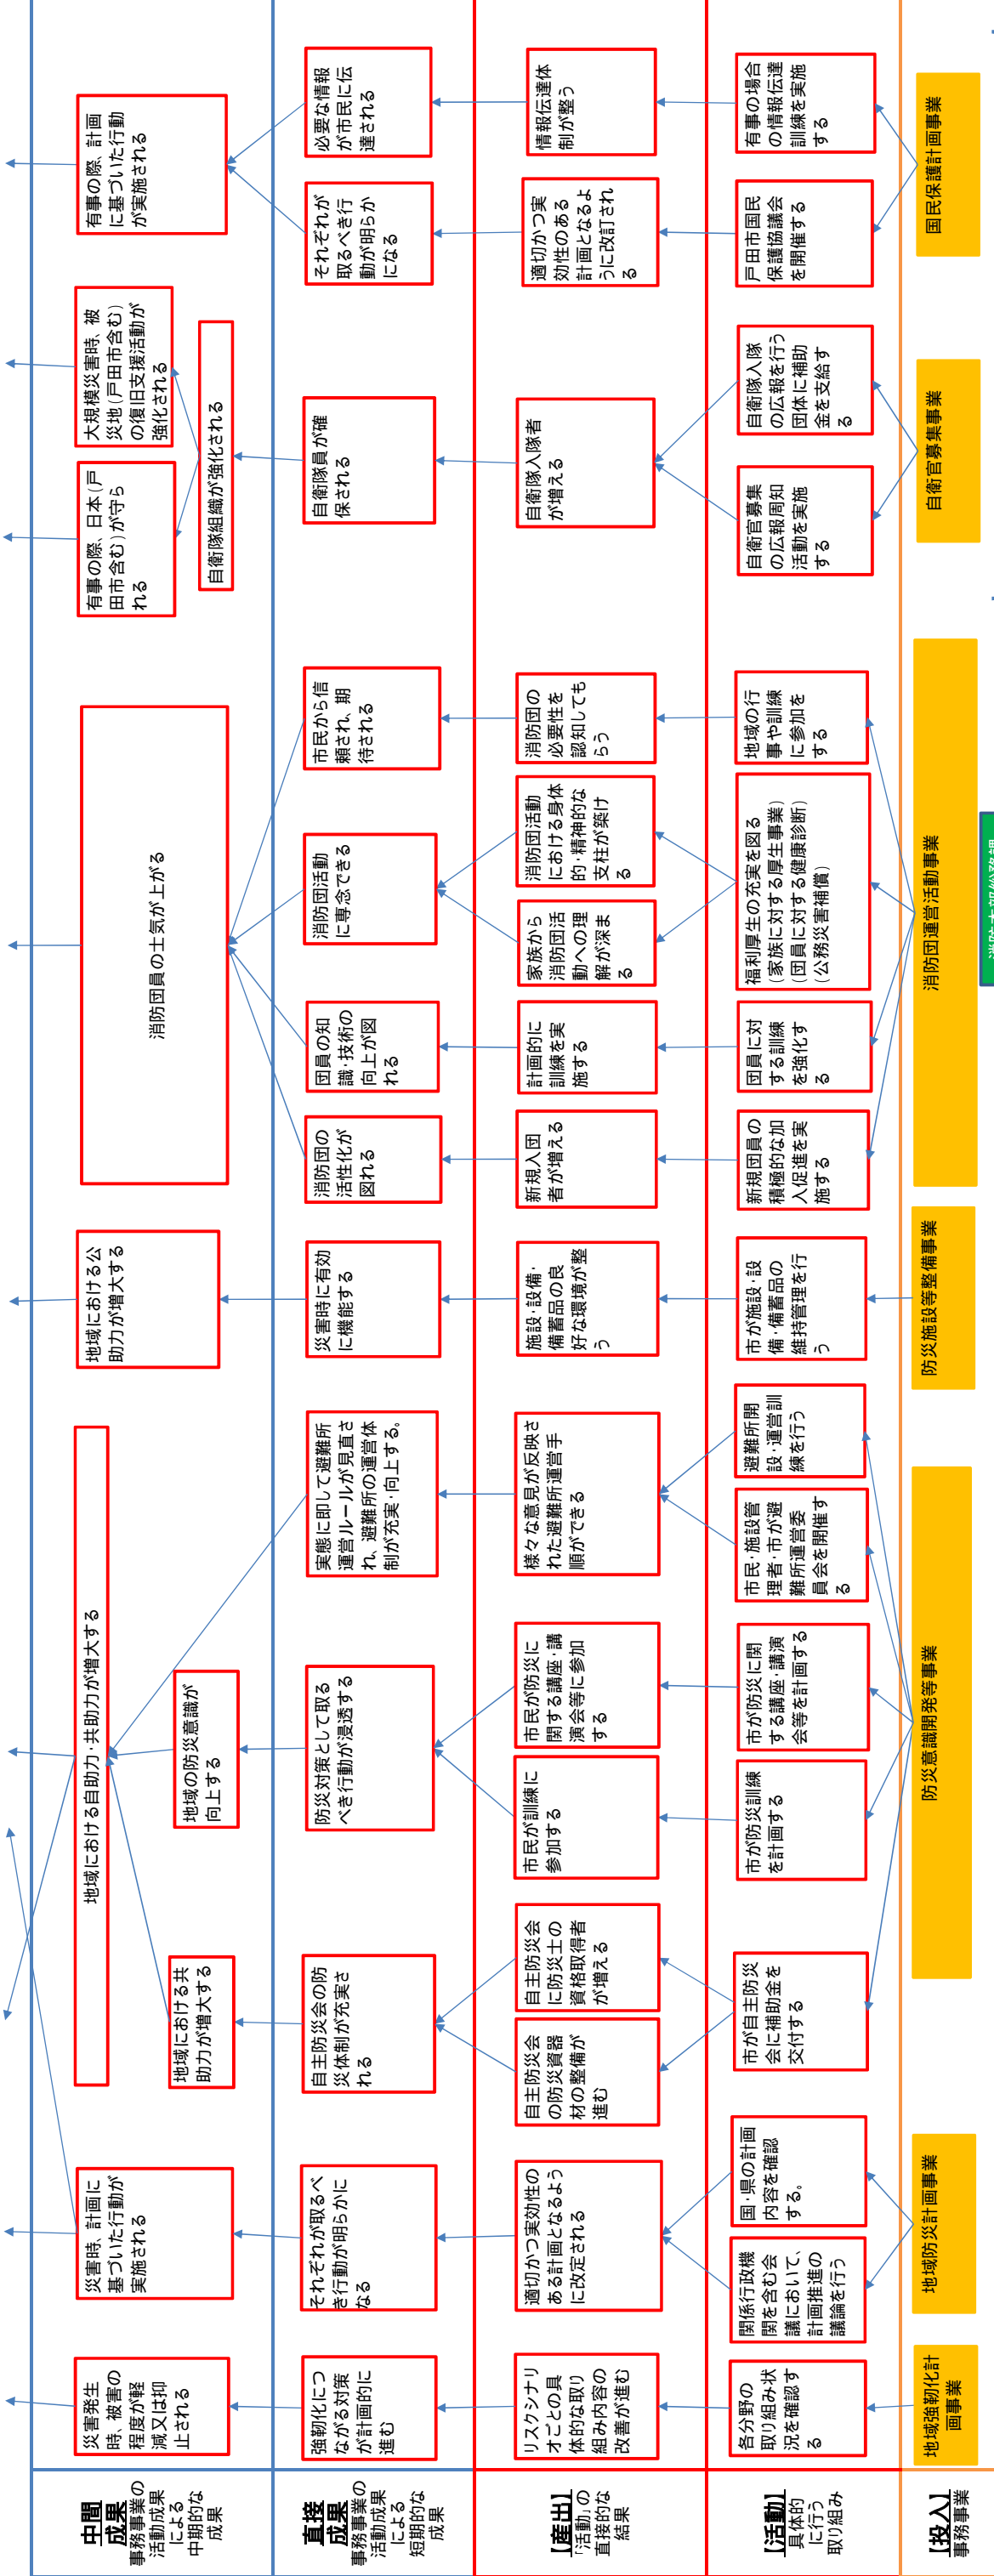 中間
成果
事務事業の
活動成果
による
中期的な
成果
災害発生
時、被害の
程度が軽
減又は抑
止される
災害時、計画に
基づいた行動が
実施される
地域における自助力・共助力が増大する
地域における共
助力が増大する
地域の防災意識が
向上する
地域における公
助力が増大する
消防団員の士気が上がる
有事の際、日本(戸
田市含む)が守ら
れる
大規模災害時、被
災地(戸田市含む)
の復旧支援活動が
強化される
自衛隊組織が強化される
有事の際、計画
に基づいた行動
が実施される
直接
成果
事務事業の
活動成果
による
短期的な
成果
強靭化につ
ながる対策
が計画的に
進む
それぞれが取るべ
き行動が明らかに
なる
自主防災会の防
災体制が充実さ
れる
防災対策として取る
べき行動が浸透する
実態に即して避難所
運営ルールが見直さ
れ、避難所の運営体
制が充実・向上する。
災害時に有効
に機能する
消防団の
活性化が
図れる
団員の知
識・技術の
向上が図
れる
消防団活動
に専念できる
市民から信
頼され、期
待される
自衛隊員が確
保される
それぞれが
取るべき行
動が明らか
になる
必要な情報
が市民に伝
達される
【産出】
「活動」の
直接的な
結果
リスクシナリ
オごとの具
体的な取り
組み内容の
改善が進む
適切かつ実効性の
ある計画となるよう
に改定される
自主防災会
の防災資器
材の整備が
進む
自主防災会
に防災士の
資格取得者
が増える
市民が訓練に
参加する
市民が防災に
関する講座・講
演会等に参加
する
様々な意見が反映さ
れた避難所運営手
順ができる
施設・設備・
備蓄品の良
好な環境が整
う
新規入団
者が増える
計画的に
訓練を実
施する
家族から
消防団活
動への理
解が深ま
る
消防団活動
における身体
的・精神的な
支柱が築け
る
消防団の
必要性を
認知しても
らう
自衛隊入隊者
が増える
適切かつ実
効性のある
計画となるよ
うに改訂され
る
情報伝達体
制が整う
【活動】
具体的
に行う
取り組み
各分野の
取り組み状
況を確認す
る
関係行政機
関を含む会
議において、
計画推進の
議論を行う
国・県の計画
内容を確認
する。
市が自主防災
会に補助金を
交付する
市が防災訓練
を計画する
市が防災に関
する講座・講演
会等を計画する
市民・施設管
理者・市が避
難所運営委
員会を開催す
る
避難所開
設・運営訓
練を行う
市が施設・設
備・備蓄品の
維持管理を行
う
新規団員の
積極的な加
入促進を実
施する
団員に対
する訓練
を強化す
る
福利厚生の充実を図る
(家族に対する厚生事業)
(団員に対する健康診断)
(公務災害補償)
地域の行
事や訓練
に参加を
する
自衛官募集
の広報周知
活動を実施
する
自衛隊入隊
の広報を行う
団体に補助
金を支給す
る
戸田市国民
保護協議会
を開催する
有事の場合
の情報伝達
訓練を実施
する
【投入】
事務事業
地域強靭化計
画事業
地域防災計画事業
防災意識開発等事業
防災施設等整備事業
消防団運営活動事業
自衛官募集事業
国民保護計画事業